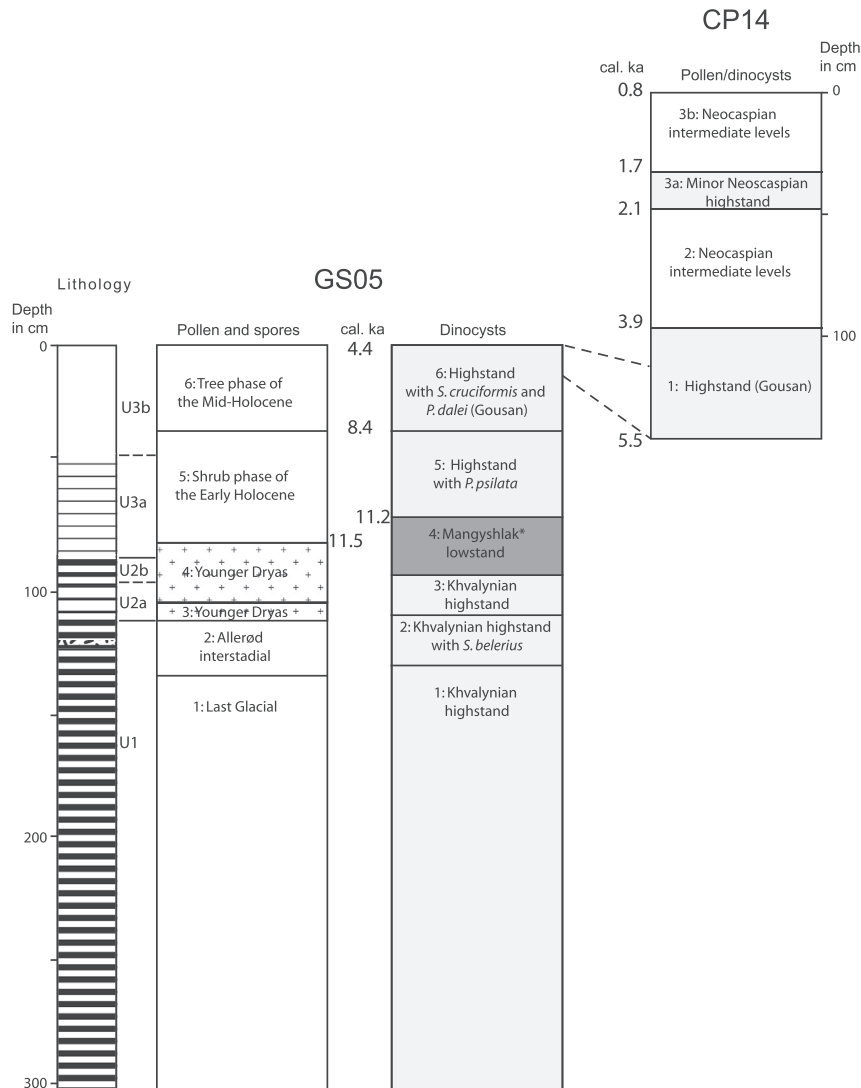 CP14
Depth
in cm
cal. ka
Pollen/dinocysts
0.8
0
3b: Neocaspian
intermediate levels
1.7
3a: Minor Neoscaspian
highstand
2.1
2: Neocaspian
intermediate levels
3.9
100
1: Highstand (Gousan)
5.5
GS05
Lithology
Depth
in cm
Pollen and spores
cal. ka
Dinocysts
0
4.4
6: Tree phase of
the Mid-Holocene
6: Highstand
with S. cruciformis and
P. dalei (Gousan)
U3b
8.4
5: Shrub phase of
the Early Holocene
5: Highstand
with P. psilata
U3a
11.2
11.5
4: Mangyshlak*
lowstand
U2b
4: Younger Dryas
100
U2a
3: Younger Dryas
3: Khvalynian
highstand
2: Allerød
interstadial
2: Khvalynian highstand
with S. belerius
1: Last Glacial
1: Khvalynian
highstand
U1
200
300